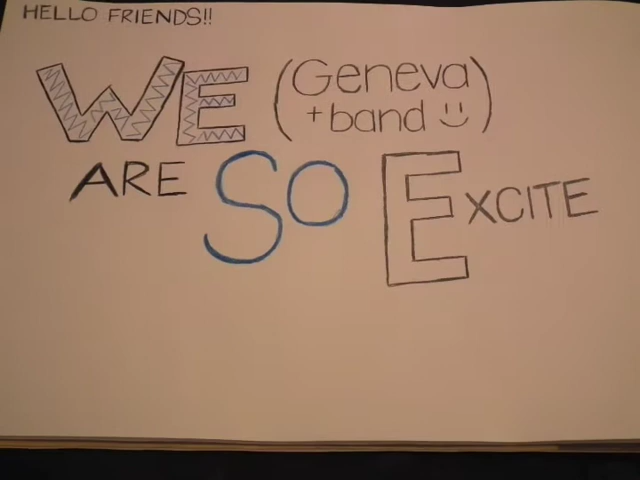 HELLO FRIENDS!!
WE (Geneva
+band :))
ARE SO EXCITE